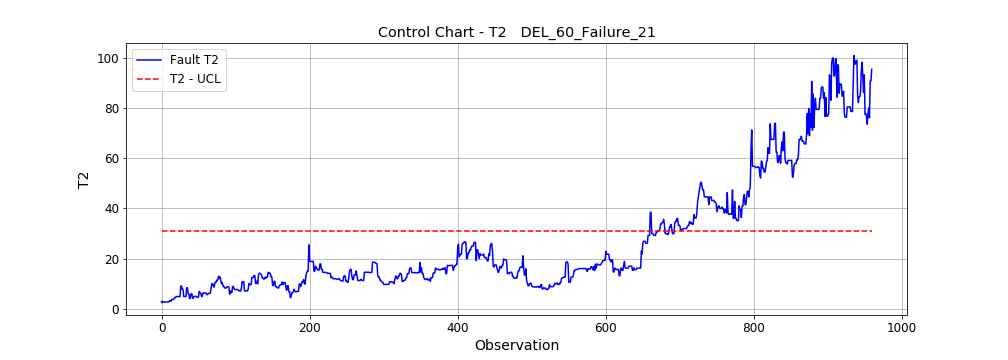 Control Chart - T2   DEL_60_Failure_21
Fault T2
T2 - UCL
100
80
60
40
20
0
T2
0 200 400 600 800 1000
Observation